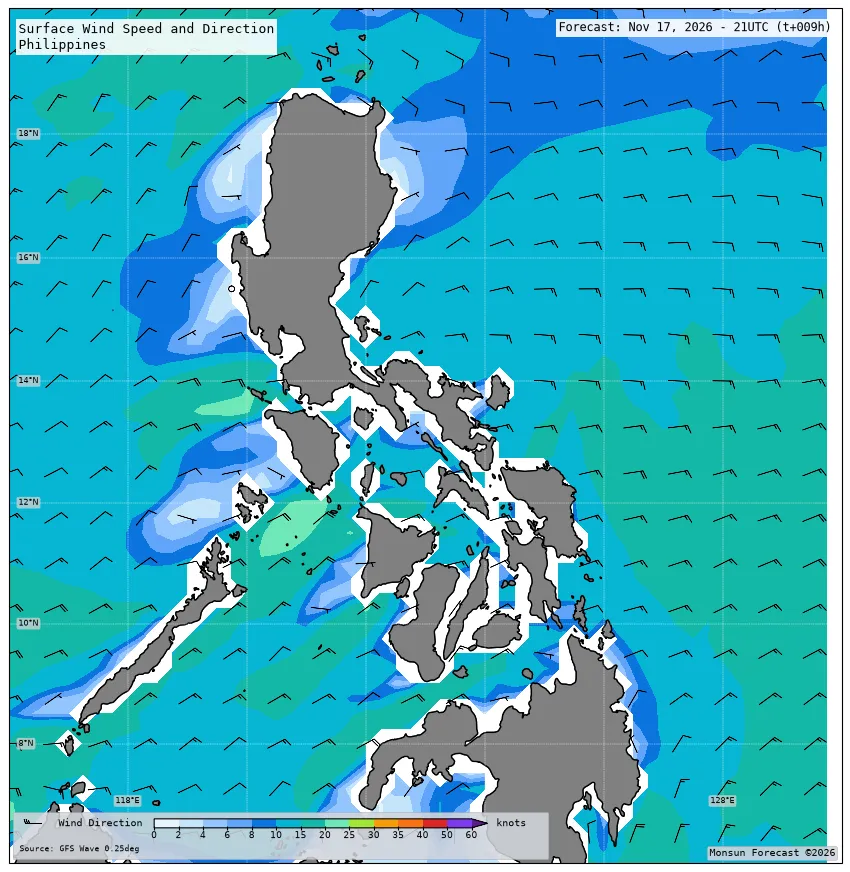 Surface Wind Speed and Direction
Philippines
Forecast: Nov 17, 2026 - 21UTC (t+009h)
18°N
16°N
14°N
12°N
10°N
8°N
118°E
128°E
Wind Direction
0 2 4 6 8 10 15 20 25 30 35 40 50 60
knots
Source: GFS Wave 0.25deg
Monsun Forecast ©2026